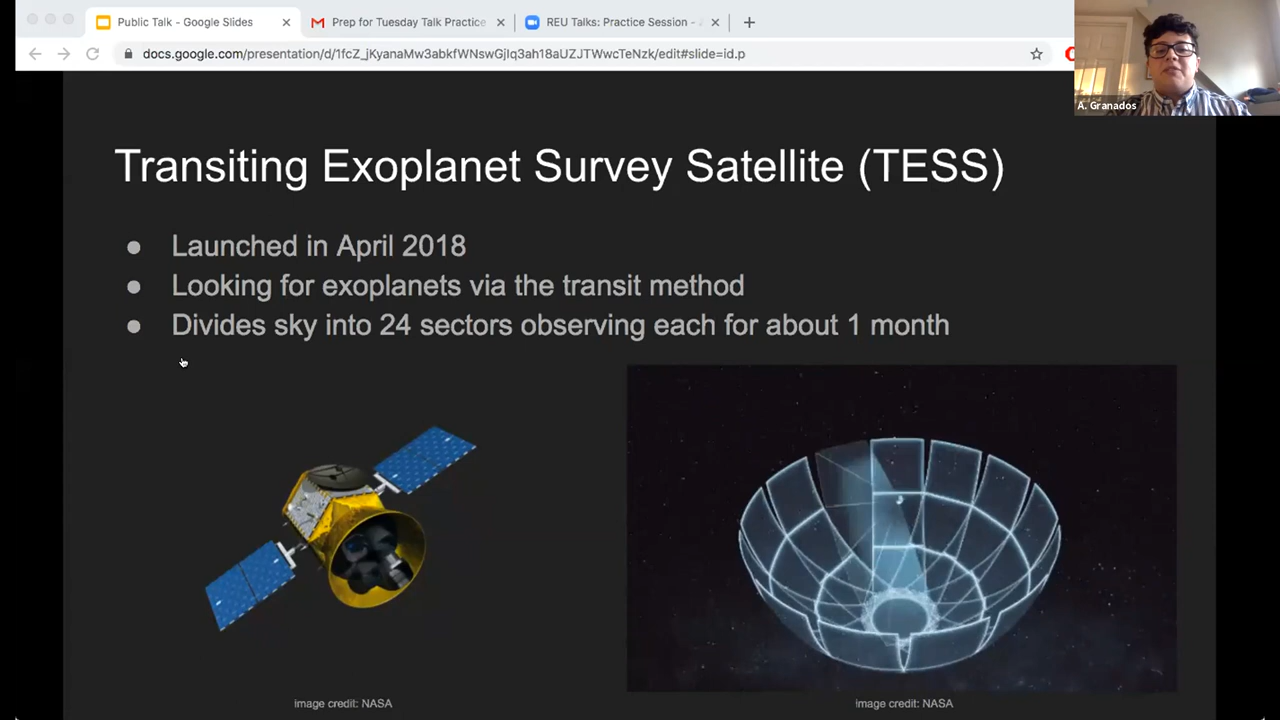 Public Talk - Google Slides
Prep for Tuesday Talk Practice
REU Talks: Practice Session -
docs.google.com/presentation/d/1fcZ_jKyanaMw3abkfWNswGjIq3ah18aUZJTWwcTeNzk/edit#slide=id.p
A. Granados
Transiting Exoplanet Survey Satellite (TESS)
● Launched in April 2018
● Looking for exoplanets via the transit method
● Divides sky into 24 sectors observing each for about 1 month
image credit: NASA
image credit: NASA